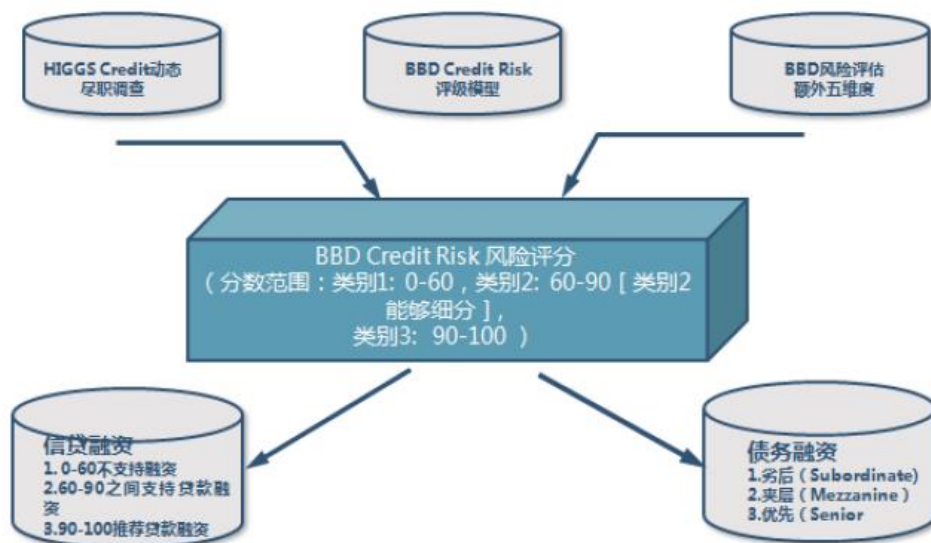 HIGGS Credit动态
尽职调查
BBD Credit Risk
评级模型
BBD风险评估
额外五维度
BBD Credit Risk 风险评分
（分数范围：类别1: 0-60，类别2: 60-90 [ 类别2
能够细分 ]，
类别3: 90-100 ）
信贷融资
1. 0-60不支持融资
2.60-90之间支持贷款融
资
3.90-100推荐贷款融资
债务融资
1.劣后（Subordinate)
2.夹层（Mezzanine）
3.优先（Senior